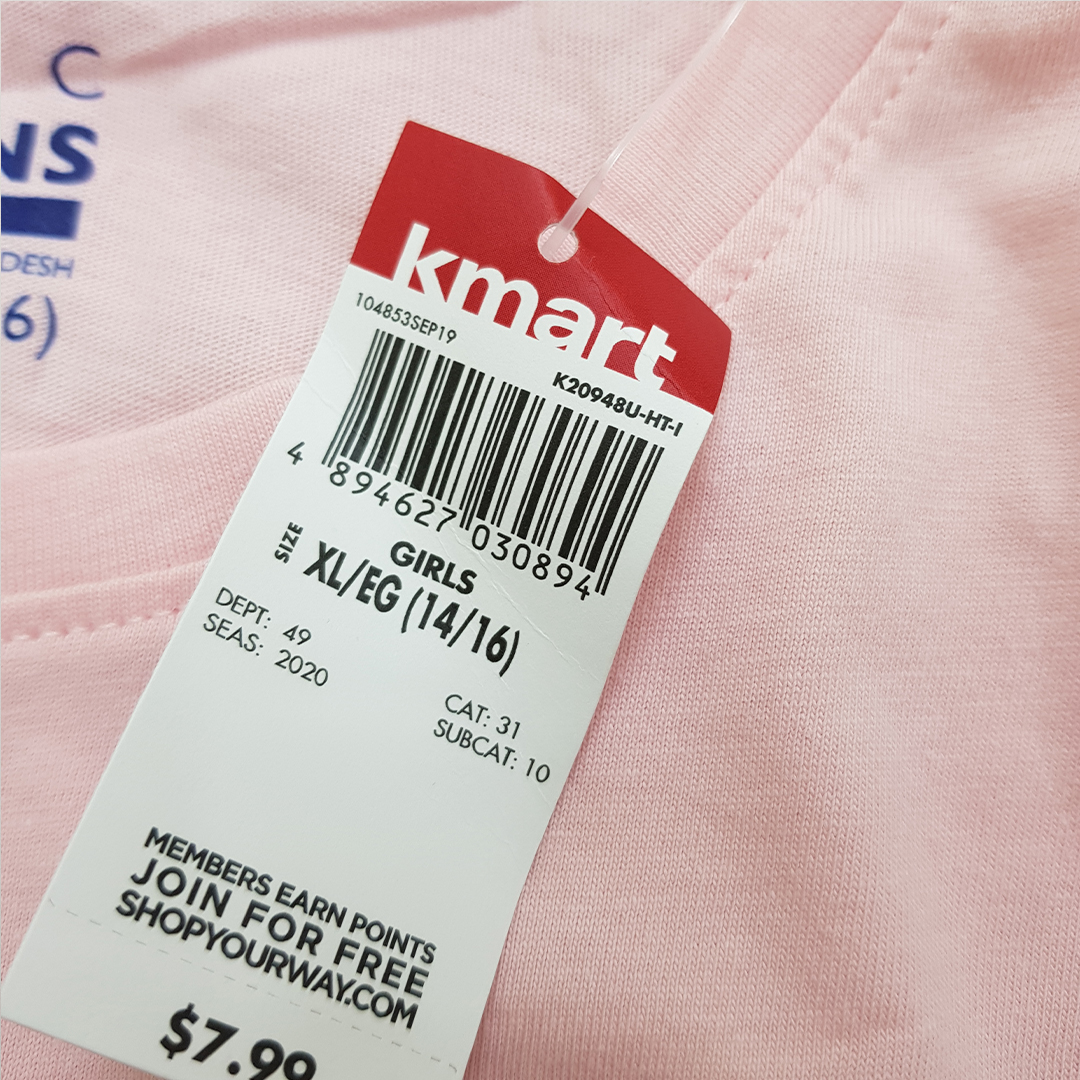 C
NS
DESH
6)
kmart
104853SEP19
K20948U-HT-I
4 894627 030894
GIRLS
SIZE XL/EG (14/16)
DEPT: 49
SEAS: 2020
CAT: 31
SUBCAT: 10
MEMBERS EARN POINTS
JOIN FOR FREE
SHOPYOURWAY.COM
$7.99